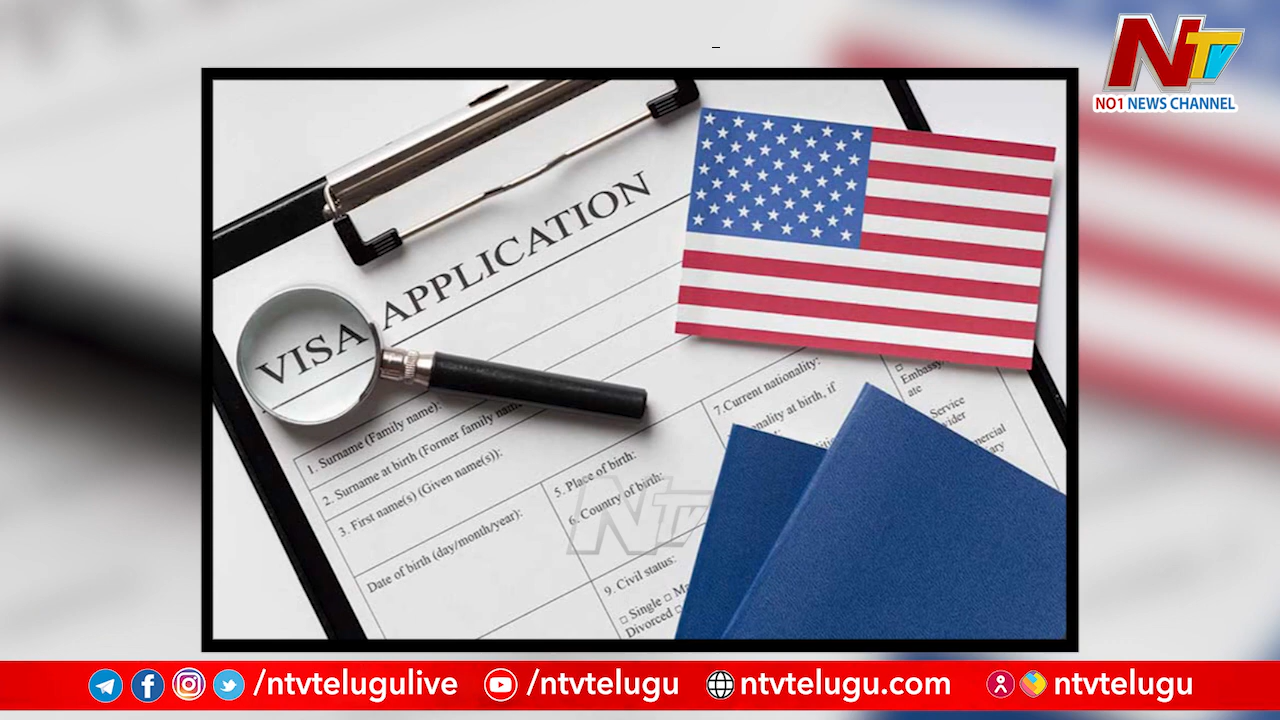 NTV
NO1 NEWS CHANNEL
VISA APPLICATION
1. Surname (Family name):
2. Surname at birth (Former family name
3. First name(s) (Given name(s)):
Date of birth (day/month/year):
5. Place of birth:
6. Country of birth:
7.Current nationality:
nality at birth, if
9. Civil status:
□ Single □ Ma
Divorced □
Embassy
ate
Service
vider
mercial
ary
NTV
/ntvtelugulive
/ntvtelugu
ntvtelugu.com
ntvtelugu